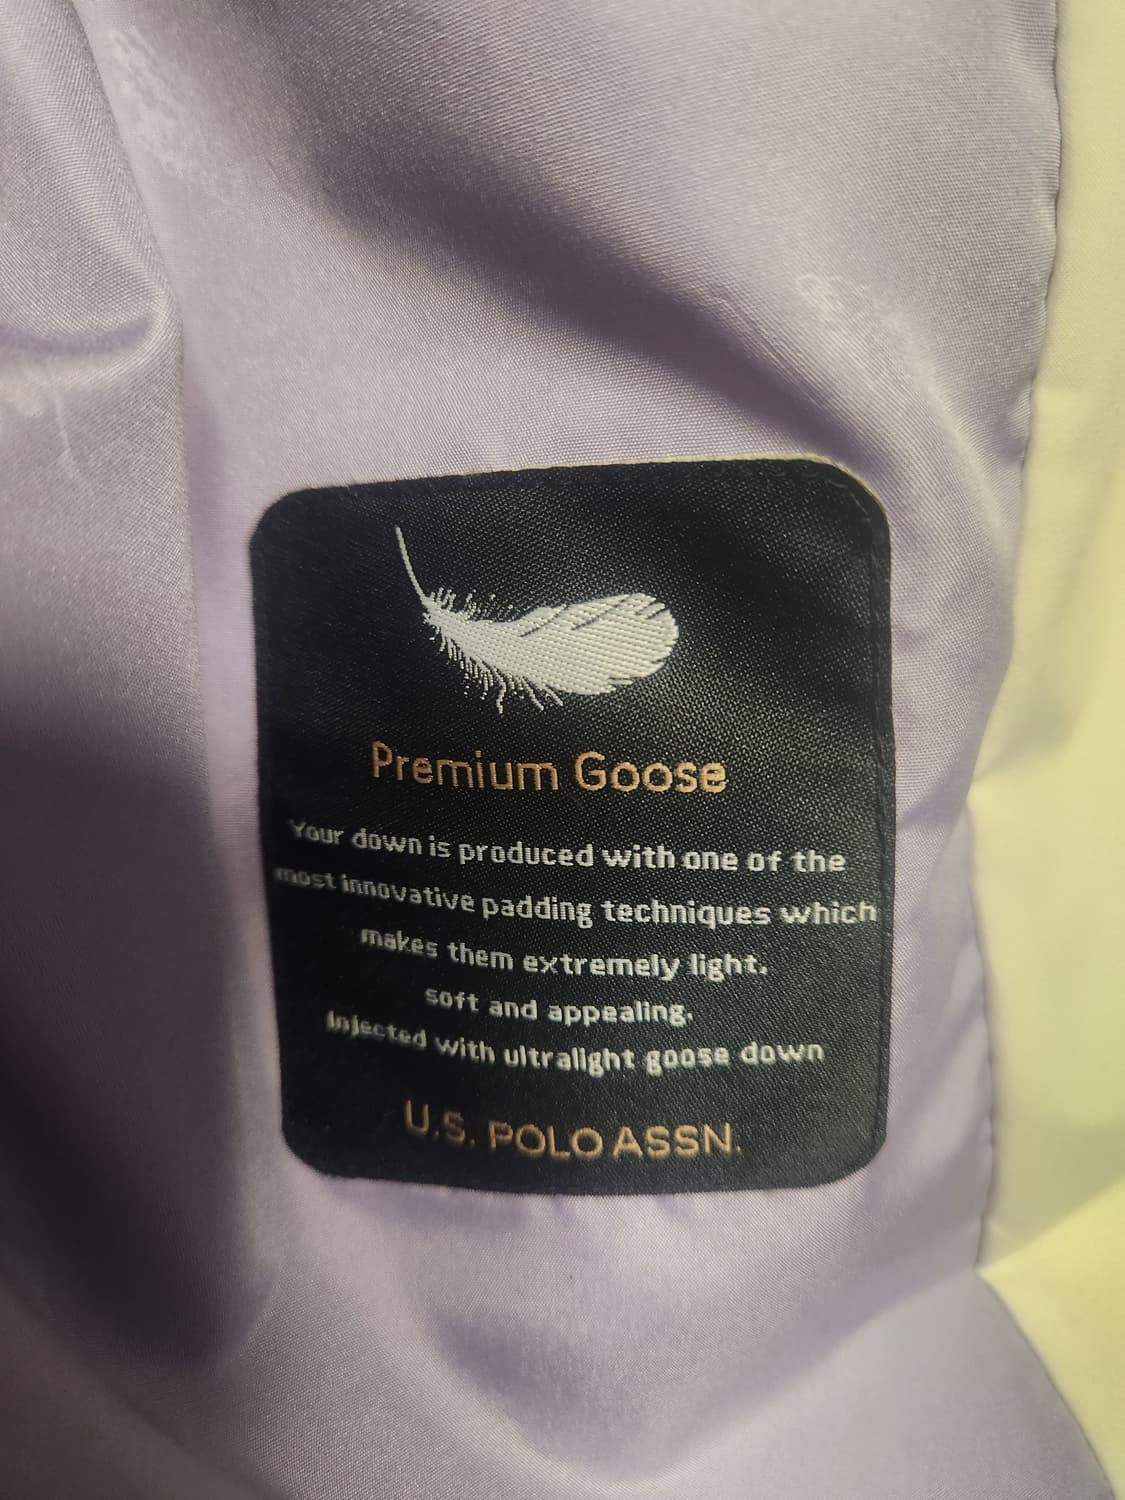 Premium Goose
Your down is produced with one of the
most innovative padding techniques which
makes them extremely light.
soft and appealing.
Injected with ultralight goose down
U.S. POLO ASSN.